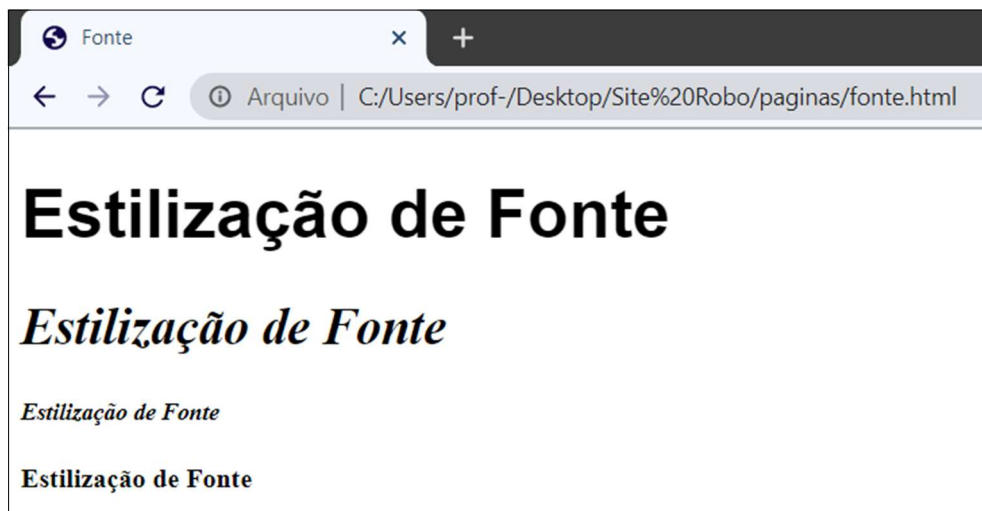 Fonte
Arquivo | C:/Users/prof-/Desktop/Site%20Robo/paginas/fonte.html
Estilização de Fonte
Estilização de Fonte
Estilização de Fonte
Estilização de Fonte